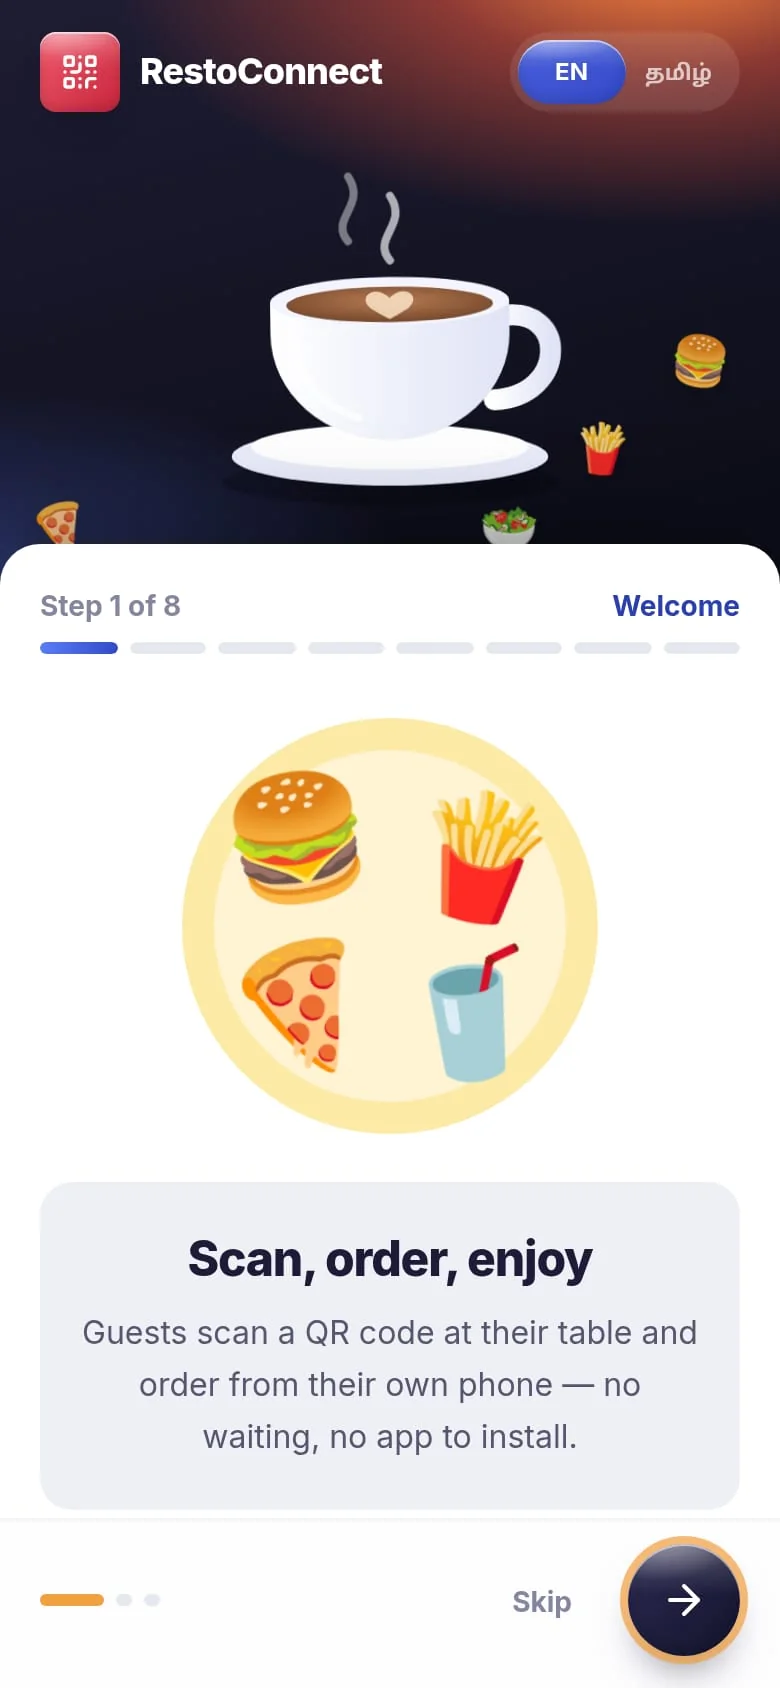 RestoConnect
EN
தமிழ்
Step 1 of 8
Welcome
Scan, order, enjoy
Guests scan a QR code at their table and
order from their own phone — no
waiting, no app to install.
Skip